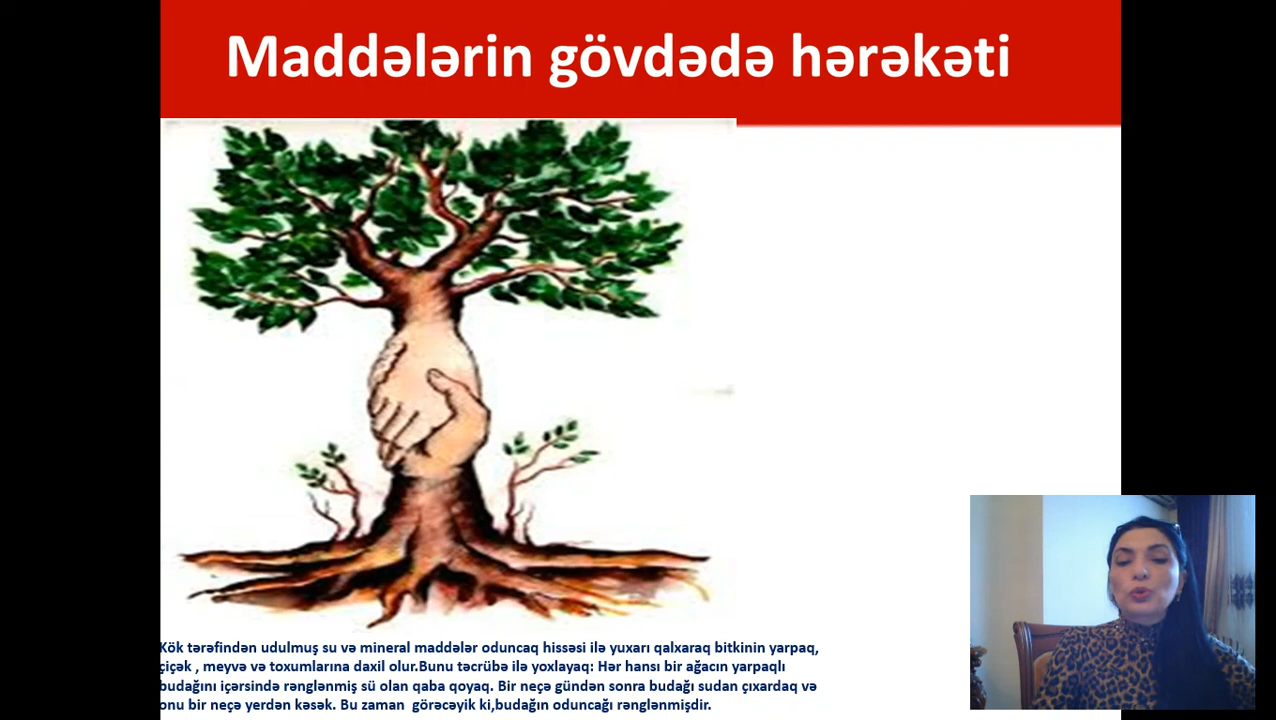 Maddələrin gövdədə hərəkəti
Kök tərəfindən udulmuş su və mineral maddələr oduncaq hissəsi ilə yuxarı qalxaraq bitkinin yarpaq,
çiçək , meyvə və toxumlarına daxil olur.Bunu təcrübə ilə yoxlayaq: Hər hansı bir ağacın yarpaqlı
budağını içərsində rənglənmiş sü olan qaba qoyaq. Bir neçə gündən sonra budağı sudan çıxardaq və
onu bir neçə yerdən kəsək. Bu zaman  görəcəyik ki,budağın oduncağı rənglənmişdir.